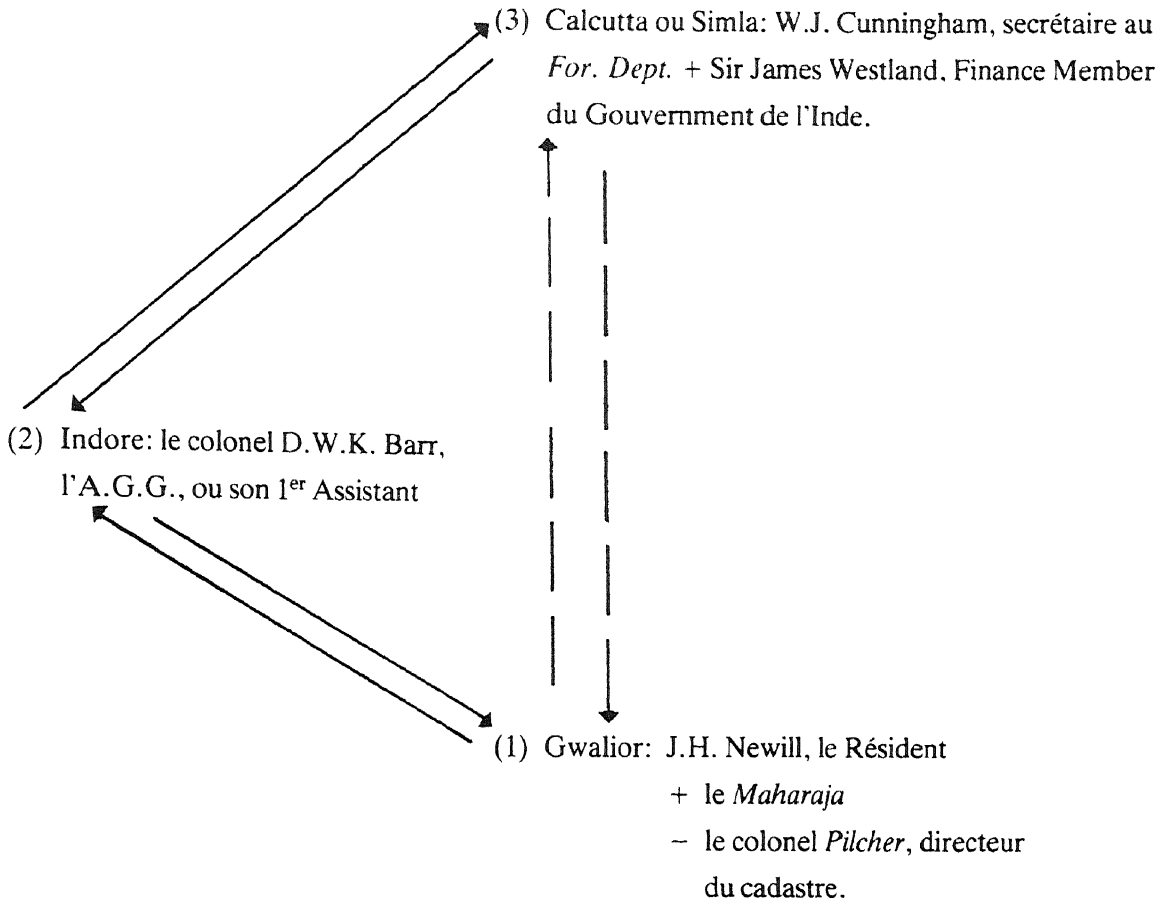 (3) Calcutta ou Simla: W.J. Cunningham, secrétaire au
For. Dept. + Sir James Westland, Finance Member
du Gouvernment de l'Inde.
(2) Indore: le colonel D.W.K. Barr,
l'A.G.G., ou son 1er Assistant
(1) Gwalior: J.H. Newill, le Résident
+ le Maharaja
− le colonel Pilcher, directeur
du cadastre.